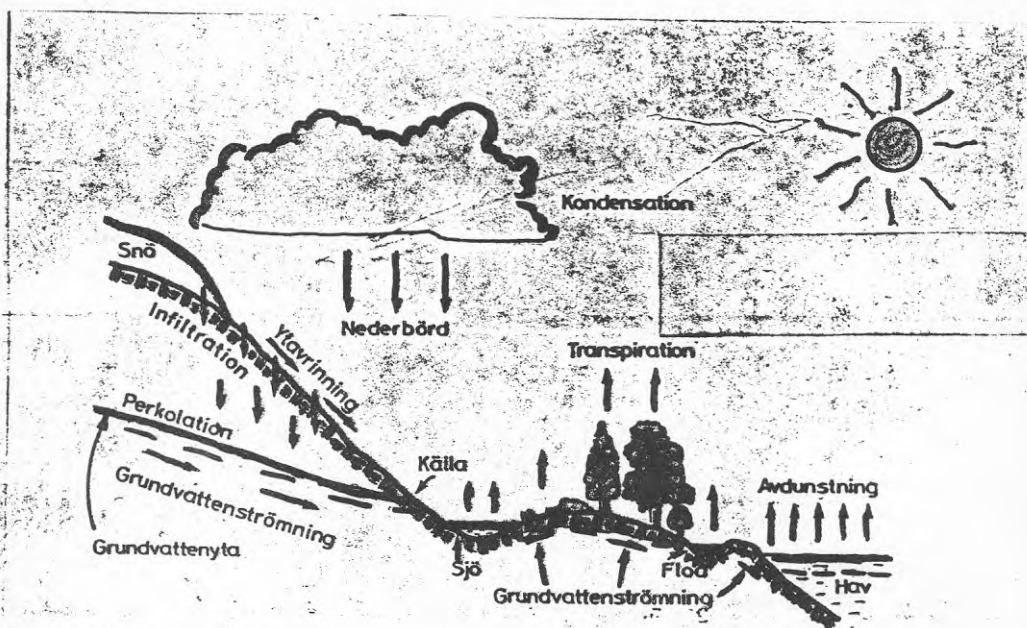 Kondensation
Snö
Nederbörd
Infiltration
Ytavrinning
Transpiration
Perkolation
Källa
Avdunstning
Grundvattenströmning
Grundvattenyta
Sjö
Flod
Hav
Grundvattenströmning